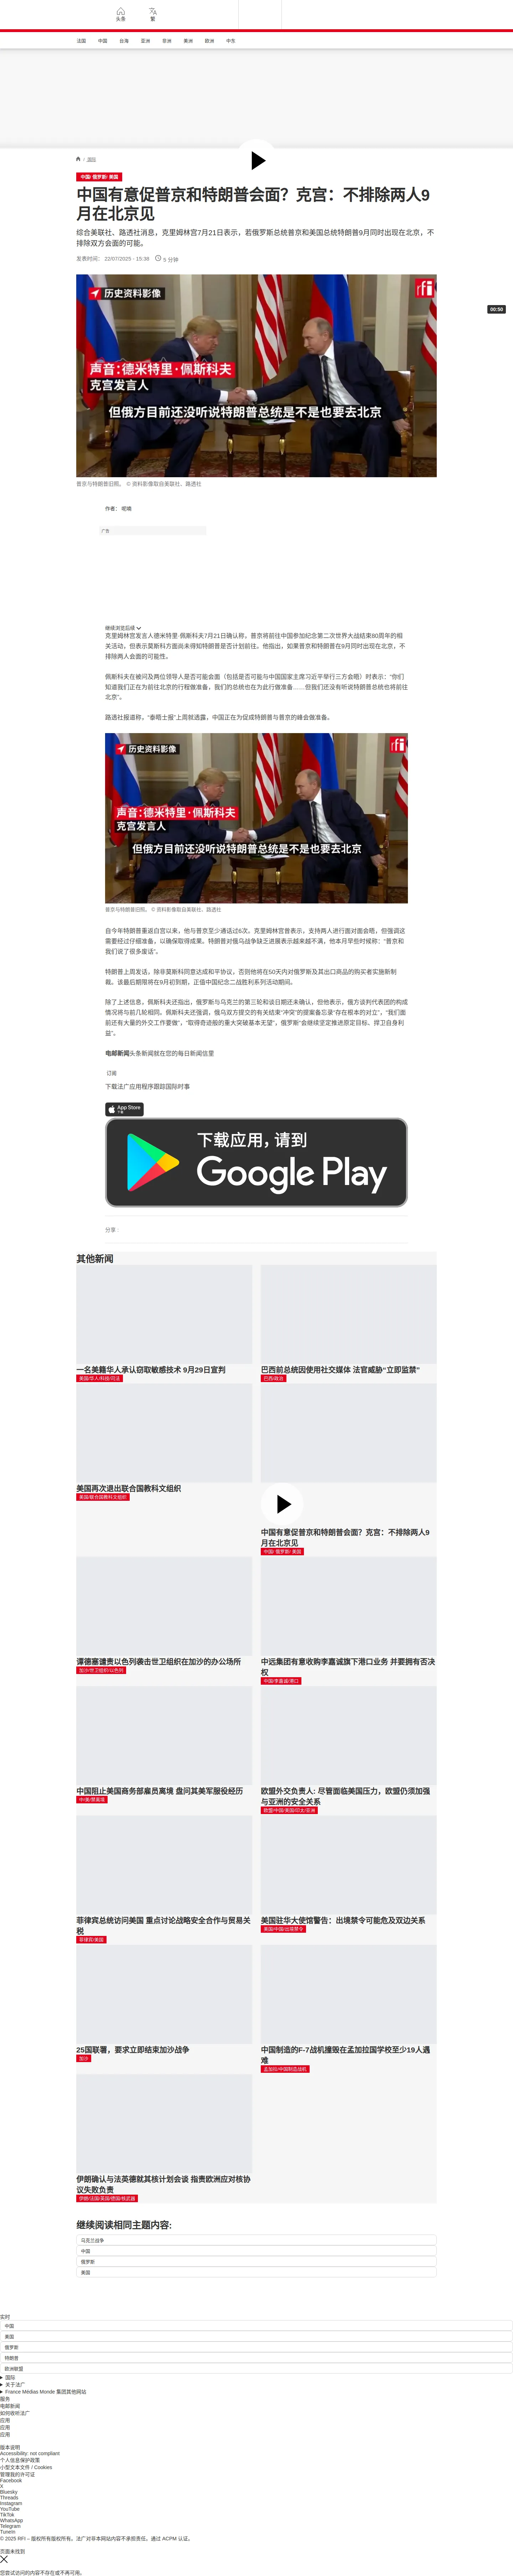 头条
繁
法国 中国 台海 亚洲 非洲 美洲 欧洲 中东
国际
中国/ 俄罗斯/ 美国
中国有意促普京和特朗普会面？克宫：不排除两人9
月在北京见
综合美联社、路透社消息，克里姆林宫7月21日表示，若俄罗斯总统普京和美国总统特朗普9月同时出现在北京，不
排除双方会面的可能。
发表时间： 22/07/2025 - 15:38 5 分钟
00:50
历史资料影像
rfi
声音：德米特里·佩斯科夫
克宫发言人
但俄方目前还没听说特朗普总统是不是也要去北京
普京与特朗普旧照。 © 资料影像取自美联社、路透社
作者：
广告
继续浏览后续
克里姆林宫发言人德米特里·佩斯科夫7月21日确认称，普京将前往中国参加纪念第二次世界大战结束80周年的相
关活动，但表示莫斯科方面尚未得知特朗普是否计划前往。他指出，如果普京和特朗普在9月同时出现在北京，不
排除两人会面的可能性。
佩斯科夫在被问及两位领导人是否可能会面（包括是否可能与中国国家主席习近平举行三方会晤）时表示：“你们
知道我们正在为前往北京的行程做准备，我们的总统也在为此行做准备……但我们还没有听说特朗普总统也将前往
北京”。
路透社报道称，“泰晤士报”上周就透露，中国正在为促成特朗普与普京的峰会做准备。
历史资料影像
rfi
声音：德米特里·佩斯科夫
克宫发言人
但俄方目前还没听说特朗普总统是不是也要去北京
普京与特朗普旧照。 © 资料影像取自美联社、路透社
自今年特朗普重返白宫以来，他与普京至少通话过6次。克里姆林宫曾表示，支持两人进行面对面会晤，但强调这
需要经过仔细准备，以确保取得成果。特朗普对俄乌战争缺乏进展表示越来越不满，他本月早些时候称：“普京和
我们说了很多废话”。
特朗普上周发话，除非莫斯科同意达成和平协议，否则他将在50天内对俄罗斯及其出口商品的购买者实施新制
裁。该最后期限将在9月初到期，正值中国纪念二战胜利系列活动期间。
除了上述信息，佩斯科夫还指出，俄罗斯与乌克兰的第三轮和谈日期还未确认，但他表示，俄方谈判代表团的构成
情况将与前几轮相同。佩斯科夫还强调，俄乌双方提交的有关结束“冲突”的提案备忘录“存在根本的对立”，“我们面
前还有大量的外交工作要做”，“取得奇迹般的重大突破基本无望”，俄罗斯“会继续坚定推进原定目标、捍卫自身利
益”。
电邮新闻头条新闻就在您的每日新闻信里
订阅
下载法广应用程序跟踪国际时事
App Store
下载应用，请到
Google Play
分享 :
其他新闻
一名美籍华人承认窃取敏感技术 9月29日宣判
美国/华人/科技/司法
巴西前总统因使用社交媒体 法官威胁“立即监禁”
巴西/政治
美国再次退出联合国教科文组织
美国/联合国教科文组织
中国有意促普京和特朗普会面？克宫：不排除两人9
月在北京见
中国/ 俄罗斯/ 美国
谭德塞谴责以色列袭击世卫组织在加沙的办公场所
加沙/世卫组织/以色列
中远集团有意收购李嘉诚旗下港口业务 并要拥有否决
权
中国/李嘉诚/港口
中国阻止美国商务部雇员离境 盘问其美军服役经历
中/美/禁离境
欧盟外交负责人: 尽管面临美国压力，欧盟仍须加强
与亚洲的安全关系
欧盟/中国/美国/印太/亚洲
菲律宾总统访问美国 重点讨论战略安全合作与贸易关
税
菲律宾/美国
美国驻华大使馆警告：出境禁令可能危及双边关系
美国/中国/出境禁令
25国联署，要求立即结束加沙战争
加沙
中国制造的F-7战机撞毁在孟加拉国学校至少19人遇
难
孟加拉/中国制造战机
伊朗确认与法英德就其核计划会谈 指责欧洲应对核协
议失败负责
伊朗/法国/英国/德国/核武器
继续阅读相同主题内容:
乌克兰战争
中国
俄罗斯
美国
实时
中国
美国
俄罗斯
特朗普
欧洲联盟
国际
关于法广
France Médias Monde 集团其他网站
服务
电邮新闻
如何收听法广
应用
应用
应用
版本说明
Accessibility: not compliant
个人信息保护政策
小型文本文件 / Cookies
管理我的许可证
Facebook
X
Bluesky
Threads
Instagram
YouTube
TikTok
WhatsApp
Telegram
TuneIn
© 2025 RFI – 版权所有版权所有。法广对非本网站内容不承担责任。通过 ACPM 认证。
页面未找到
您尝试访问的内容不存在或不再可用。